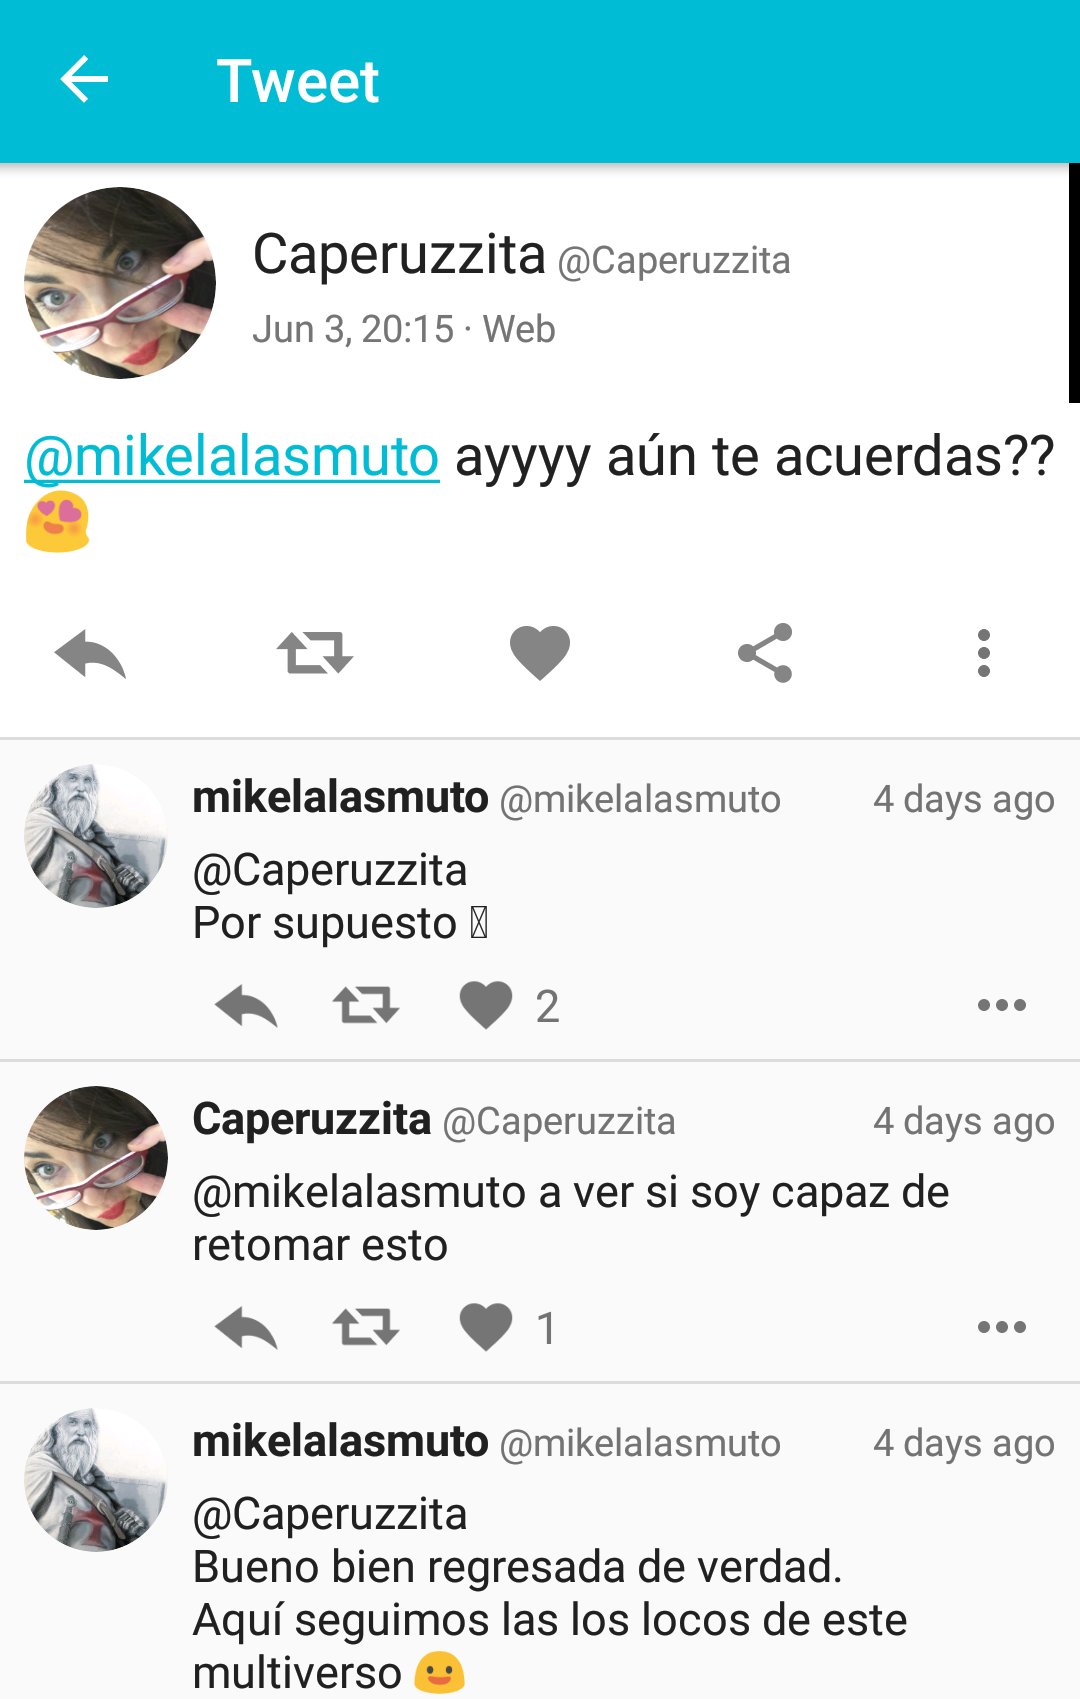 Tweet
Caperuzzita @Caperuzzita
Jun 3, 20:15 · Web
@mikelalasmuto ayyyy aún te acuerdas??
😍
mikelalasmuto @mikelalasmuto 4 days ago
@Caperuzzita
Por supuesto
2
Caperuzzita @Caperuzzita 4 days ago
@mikelalasmuto a ver si soy capaz de
retomar esto
1
mikelalasmuto @mikelalasmuto 4 days ago
@Caperuzzita
Bueno bien regresada de verdad.
Aquí seguimos las los locos de este
multiverso 😃